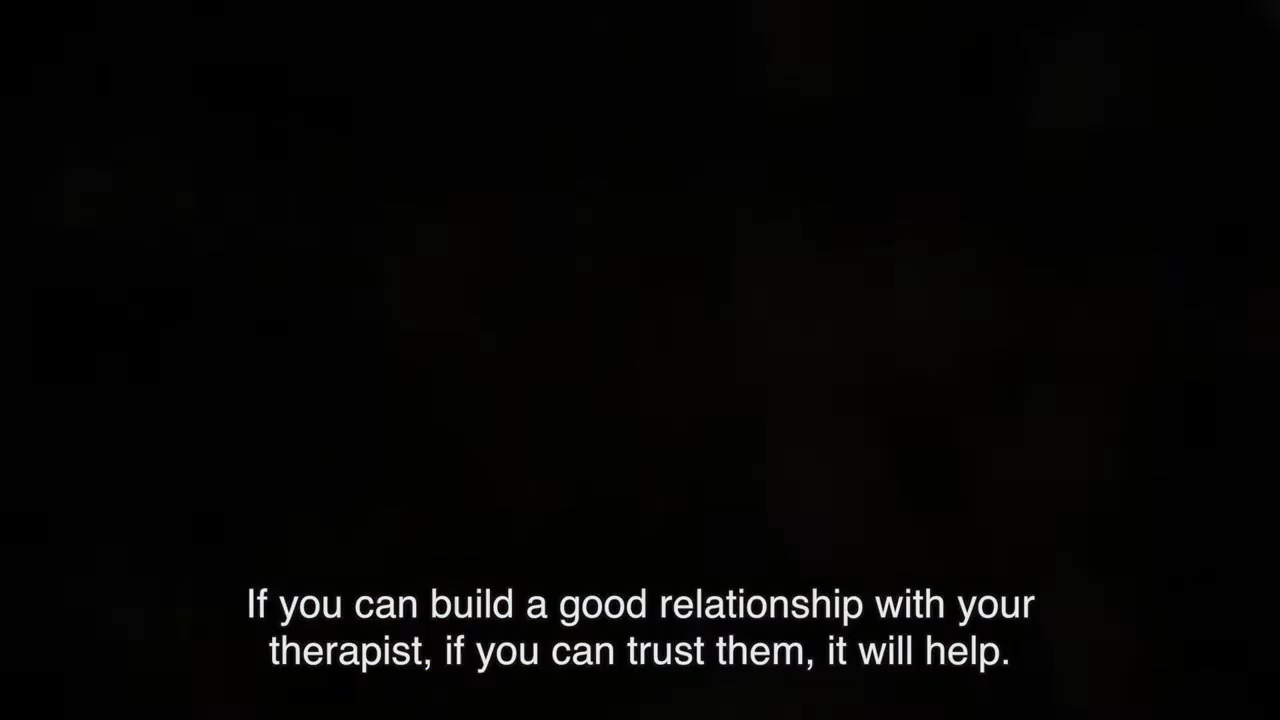 If you can build a good relationship with your
therapist, if you can trust them, it will help.